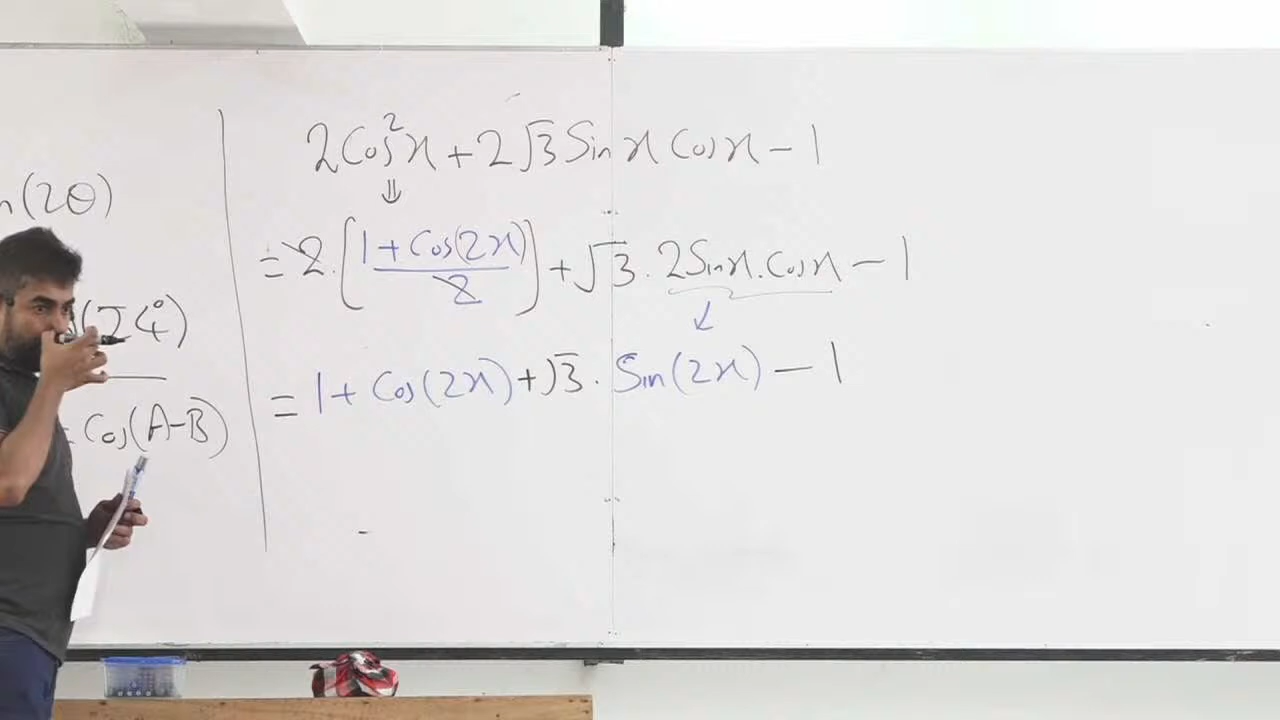 2Cos²x + 2√3 Sin x Cos x − 1
⇓
= 2. [1 + Cos(2x) / 2] + √3 . 2Sin x . Cos x − 1
= 1 + Cos(2x) + √3 . Sin(2x) − 1
n(2θ)
= Cos(A−B)